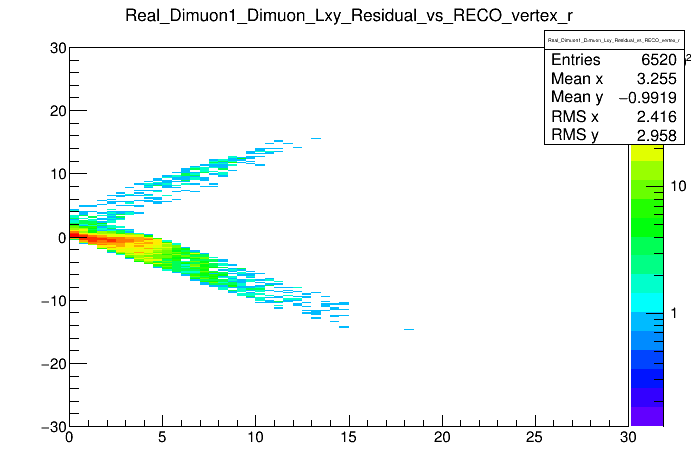 Real_Dimuon1_Dimuon_Lxy_Residual_vs_RECO_vertex_r
Real_Dimuon1_Dimuon_Lxy_Residual_vs_RECO_vertex_r
Entries 6520
Mean x 3.255
Mean y −0.9919
RMS x 2.416
RMS y 2.958
2
30
20
10
0
−10
−20
−30
0 5 10 15 20 25 30
10
1